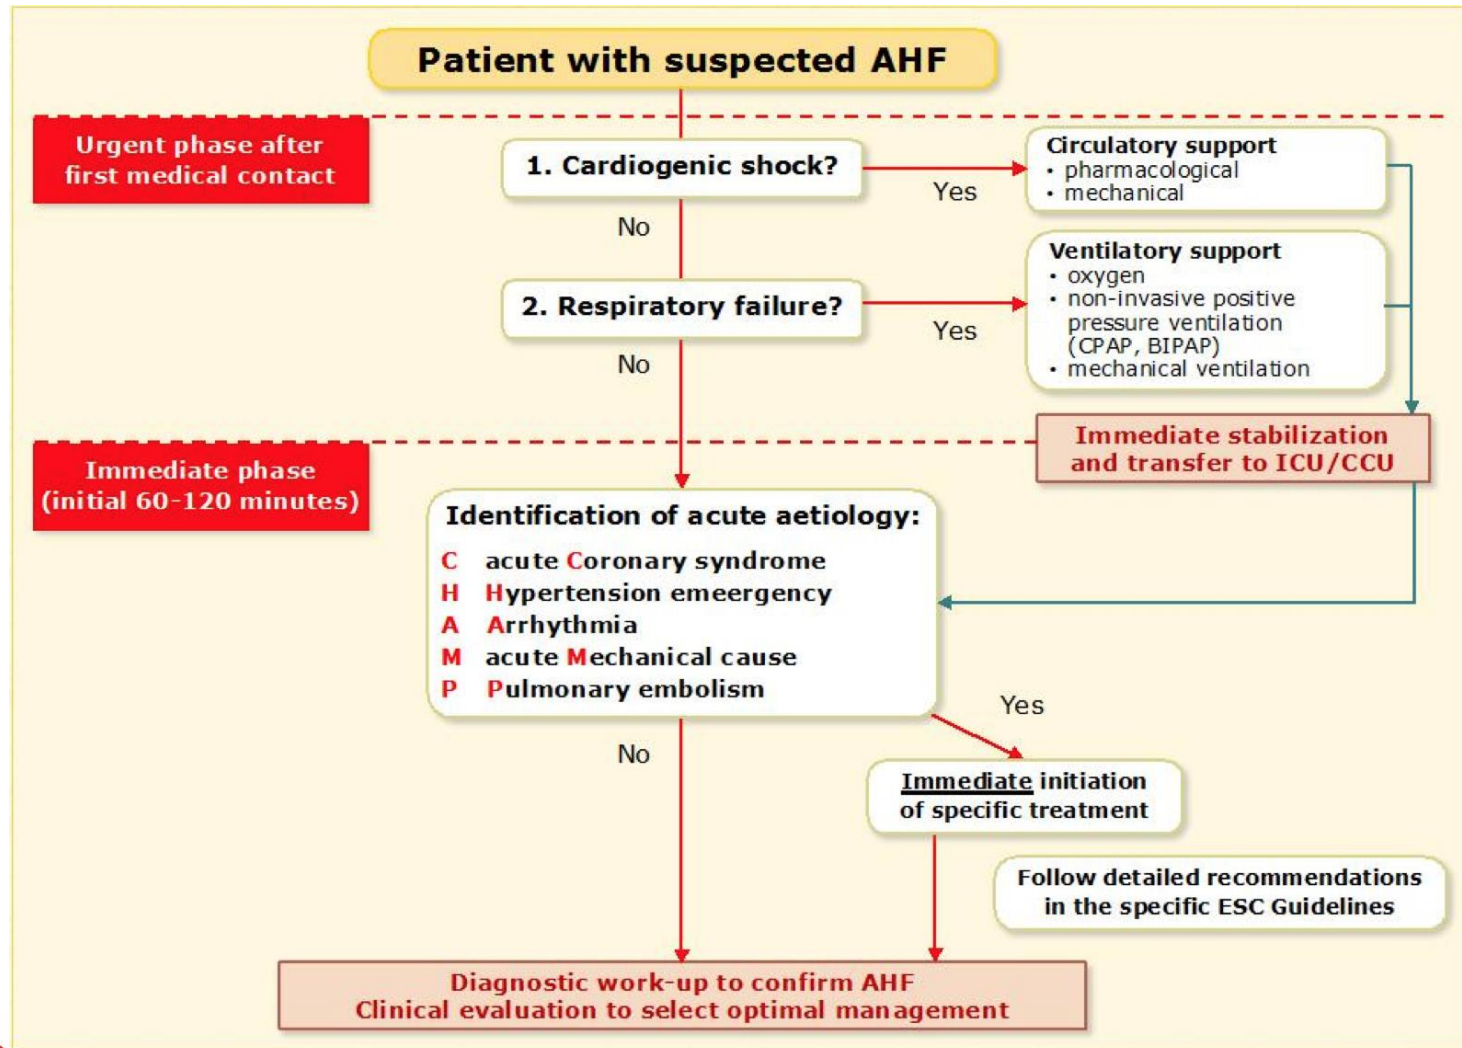 Patient with suspected AHF
Urgent phase after
first medical contact
1. Cardiogenic shock?
Yes
Circulatory support
• pharmacological
• mechanical
No
2. Respiratory failure?
Yes
Ventilatory support
• oxygen
• non-invasive positive
pressure ventilation
(CPAP, BIPAP)
• mechanical ventilation
No
Immediate stabilization
and transfer to ICU/CCU
Immediate phase
(initial 60-120 minutes)
Identification of acute aetiology:
C acute Coronary syndrome
H Hypertension emeergency
A Arrhythmia
M acute Mechanical cause
P Pulmonary embolism
Yes
No
Immediate initiation
of specific treatment
Follow detailed recommendations
in the specific ESC Guidelines
Diagnostic work-up to confirm AHF
Clinical evaluation to select optimal management